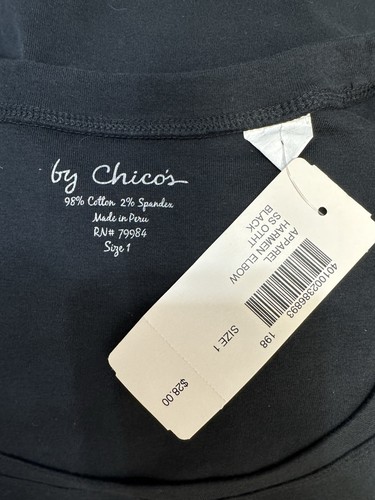 by Chico's
98% Cotton 2% Spandex
Made in Peru
RN# 79984
Size 1
APPAREL
HARMEN ELBOW
SS OTHT
BLACK
401002386893
198
SIZE 1
$28.00